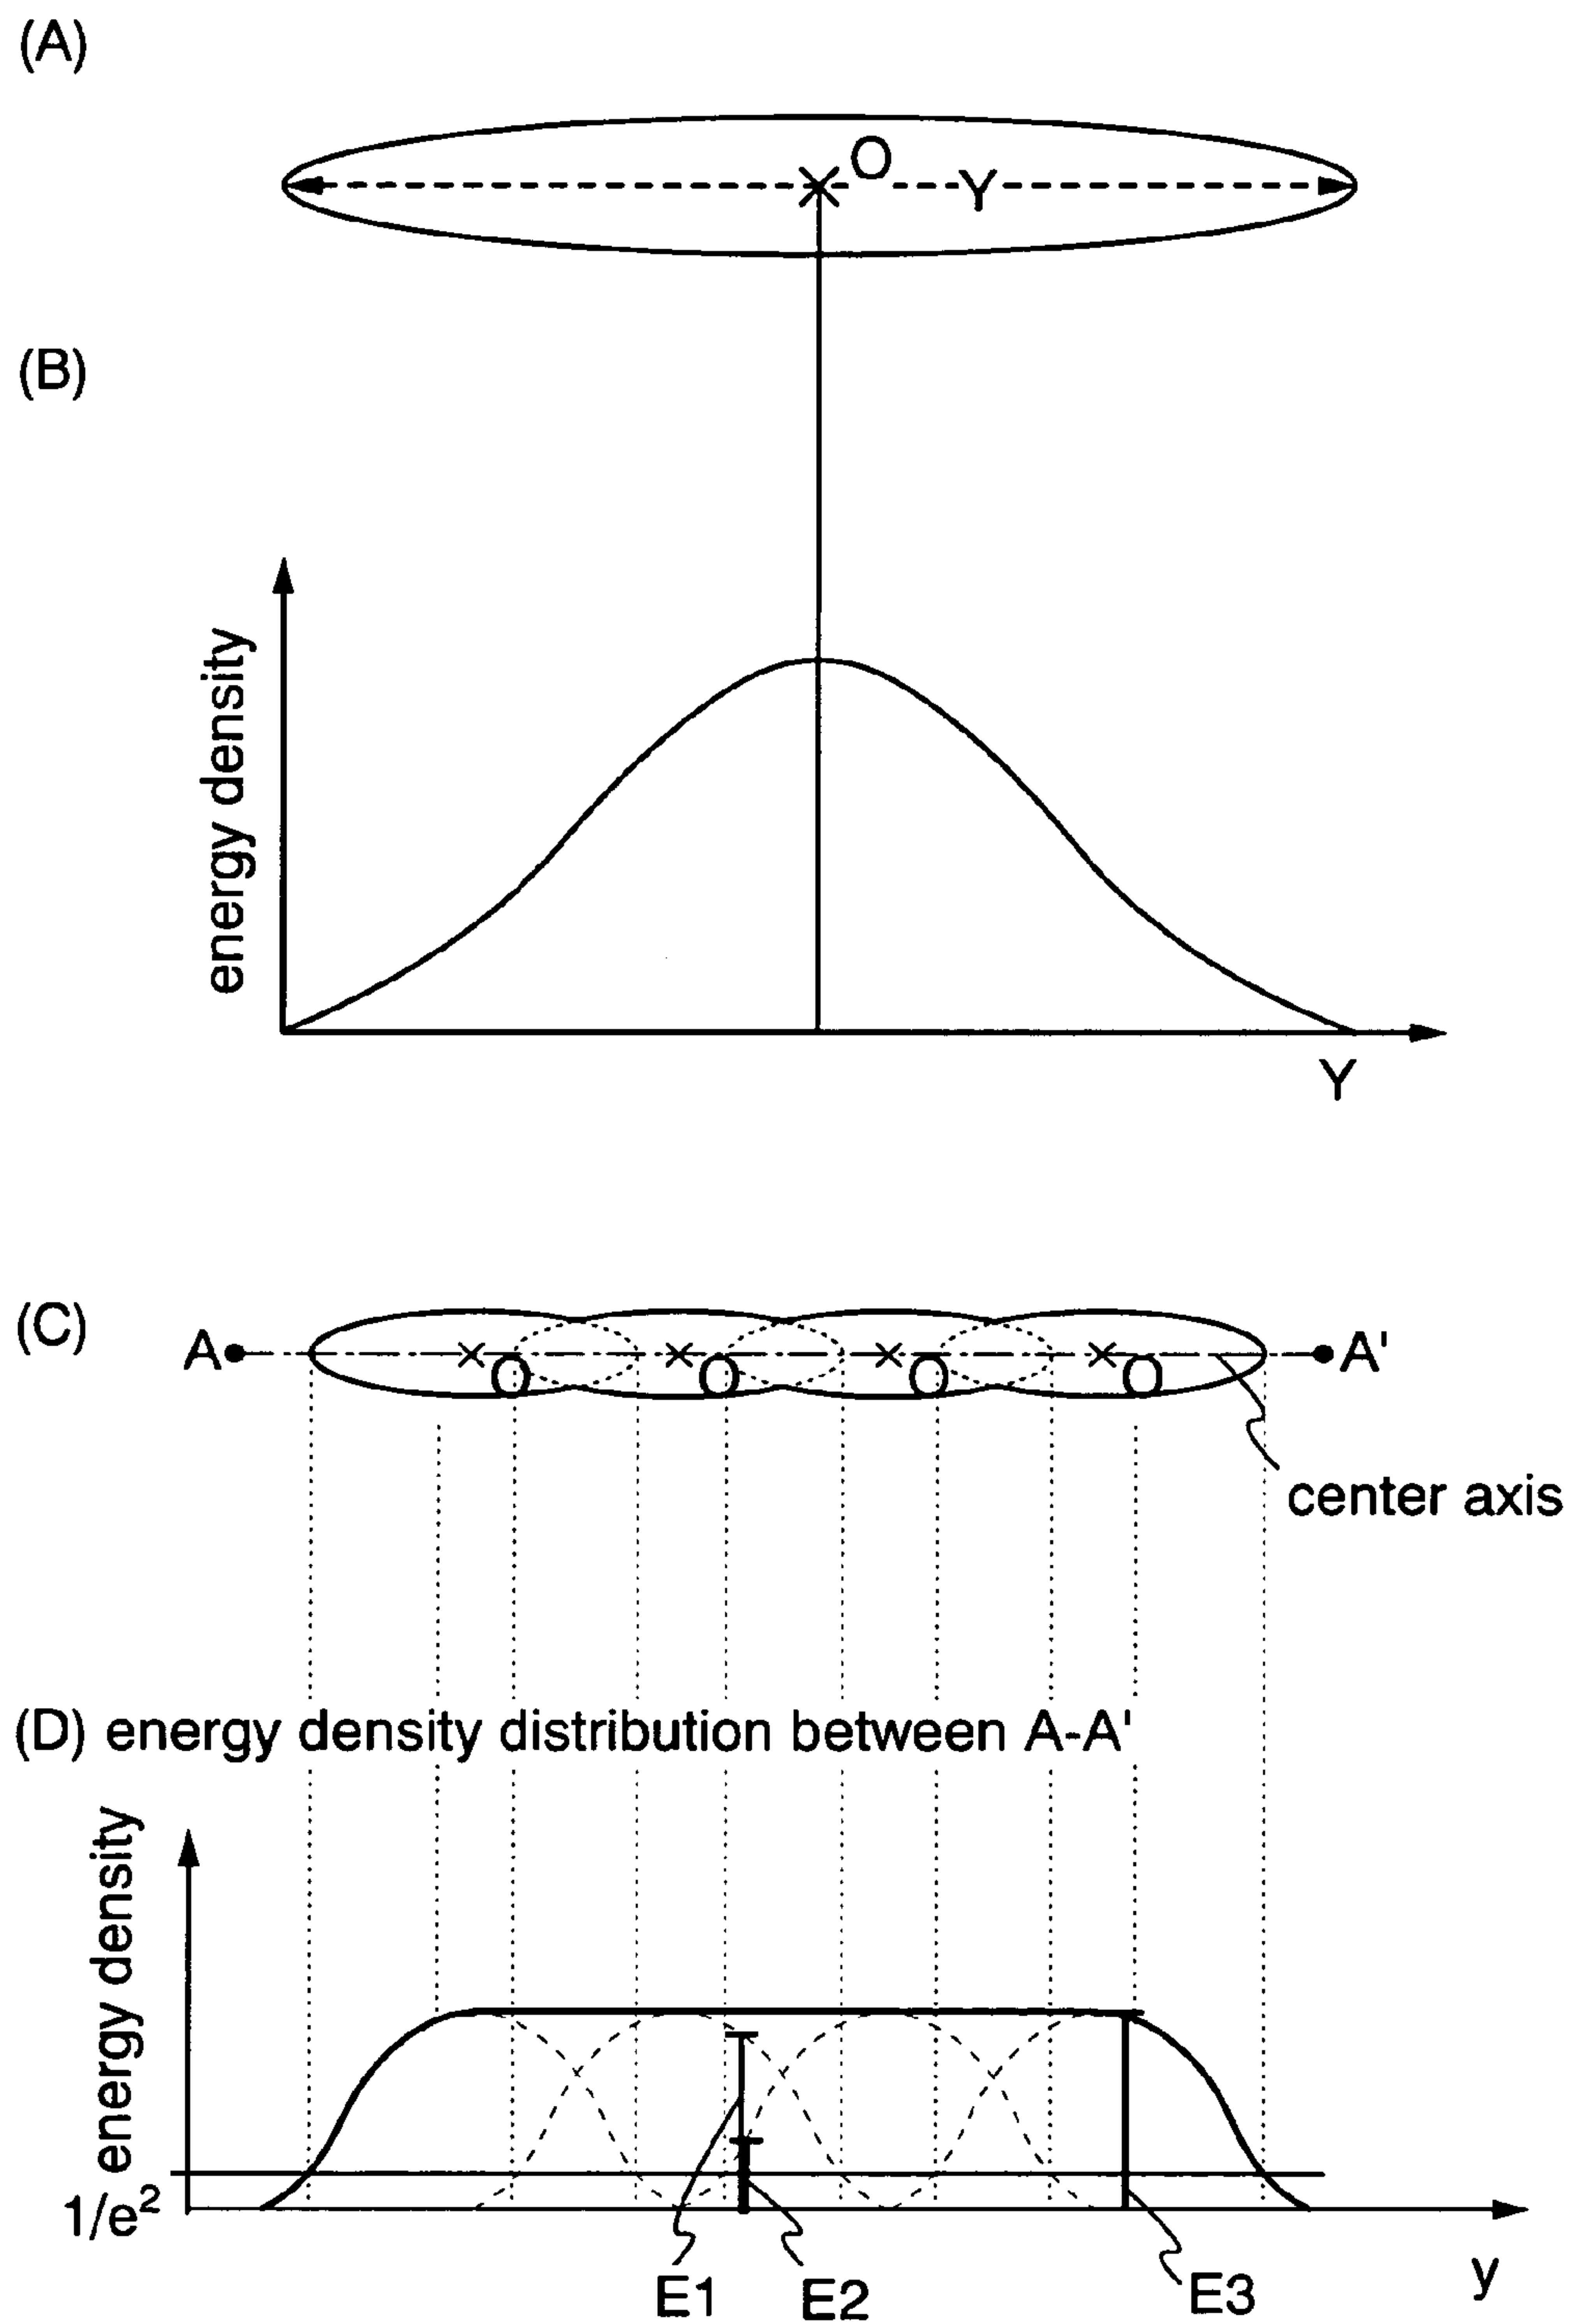 (A)
O
Y
(B)
energy density
Y
(C)
A
A'
O O O O
center axis
(D) energy density distribution between A-A'
energy density
1/e²
E1
E2
E3
y